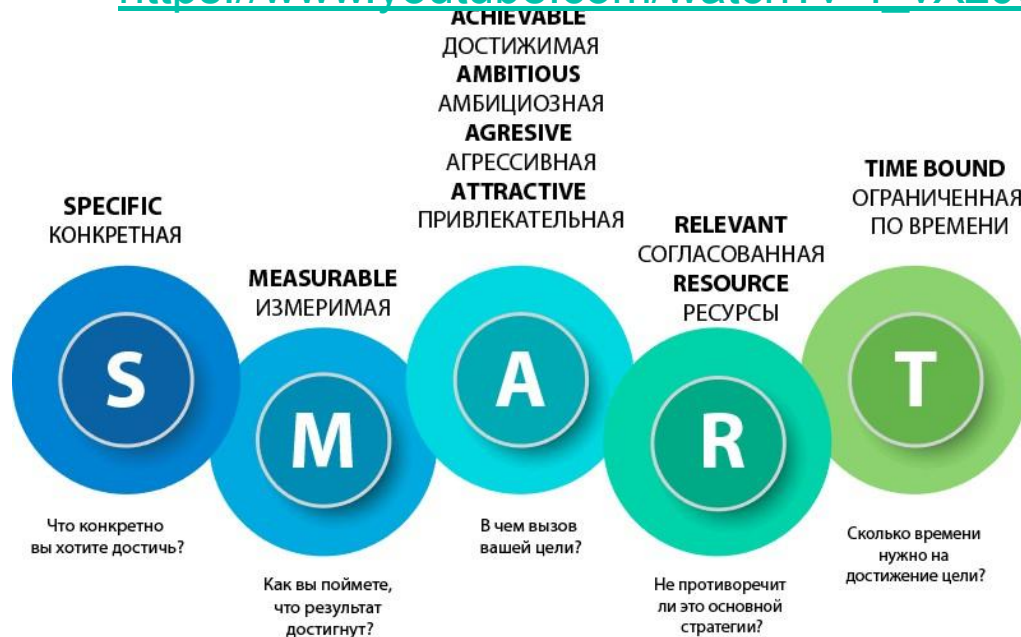 ACHIEVABLE
ДОСТИЖИМАЯ
AMBITIOUS
АМБИЦИОЗНАЯ
AGRESIVE
АГРЕССИВНАЯ
ATTRACTIVE
ПРИВЛЕКАТЕЛЬНАЯ
SPECIFIC
КОНКРЕТНАЯ
MEASURABLE
ИЗМЕРИМАЯ
RELEVANT
СОГЛАСОВАННАЯ
RESOURCE
РЕСУРСЫ
TIME BOUND
ОГРАНИЧЕННАЯ
ПО ВРЕМЕНИ
S
M
A
R
T
Что конкретно
вы хотите достичь?
Как вы поймете,
что результат
достигнут?
В чем вызов
вашей цели?
Не противоречит
ли это основной
стратегии?
Сколько времени
нужно на
достижение цели?